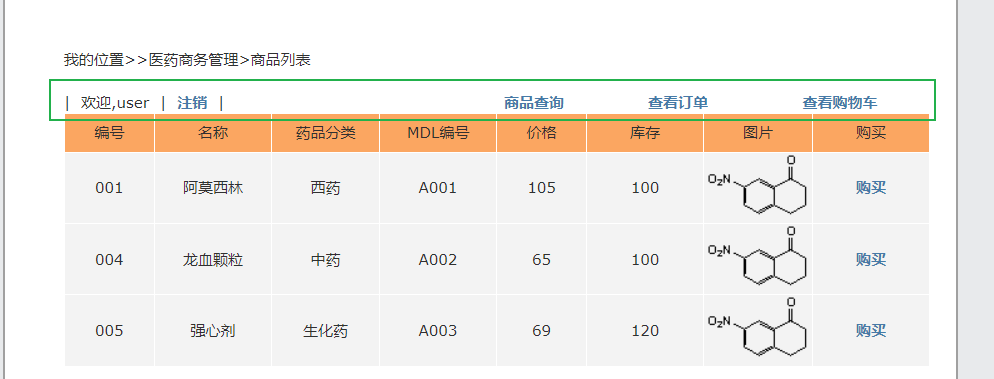 我的位置>>医药商务管理>商品列表
| 欢迎,user | 注销 | 商品查询 查看订单 查看购物车
编号 名称 药品分类 MDL编号 价格 库存 图片 购买
001 阿莫西林 西药 A001 105 100 O O₂N 购买
004 龙血颗粒 中药 A002 65 100 O O₂N 购买
005 强心剂 生化药 A003 69 120 O O₂N 购买